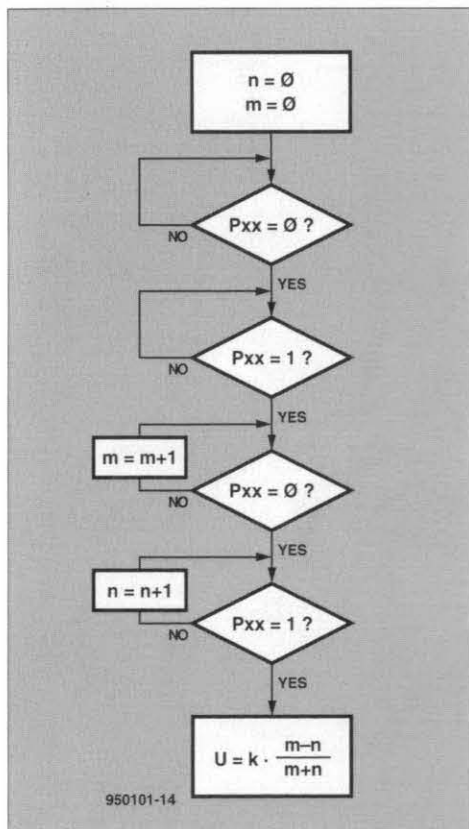 n = Ø
m = Ø
Pxx = Ø ?
NO
YES
Pxx = 1 ?
NO
YES
m = m+1
Pxx = Ø ?
NO
YES
n = n+1
Pxx = 1 ?
NO
YES
U = k · m–n / m+n
950101-14